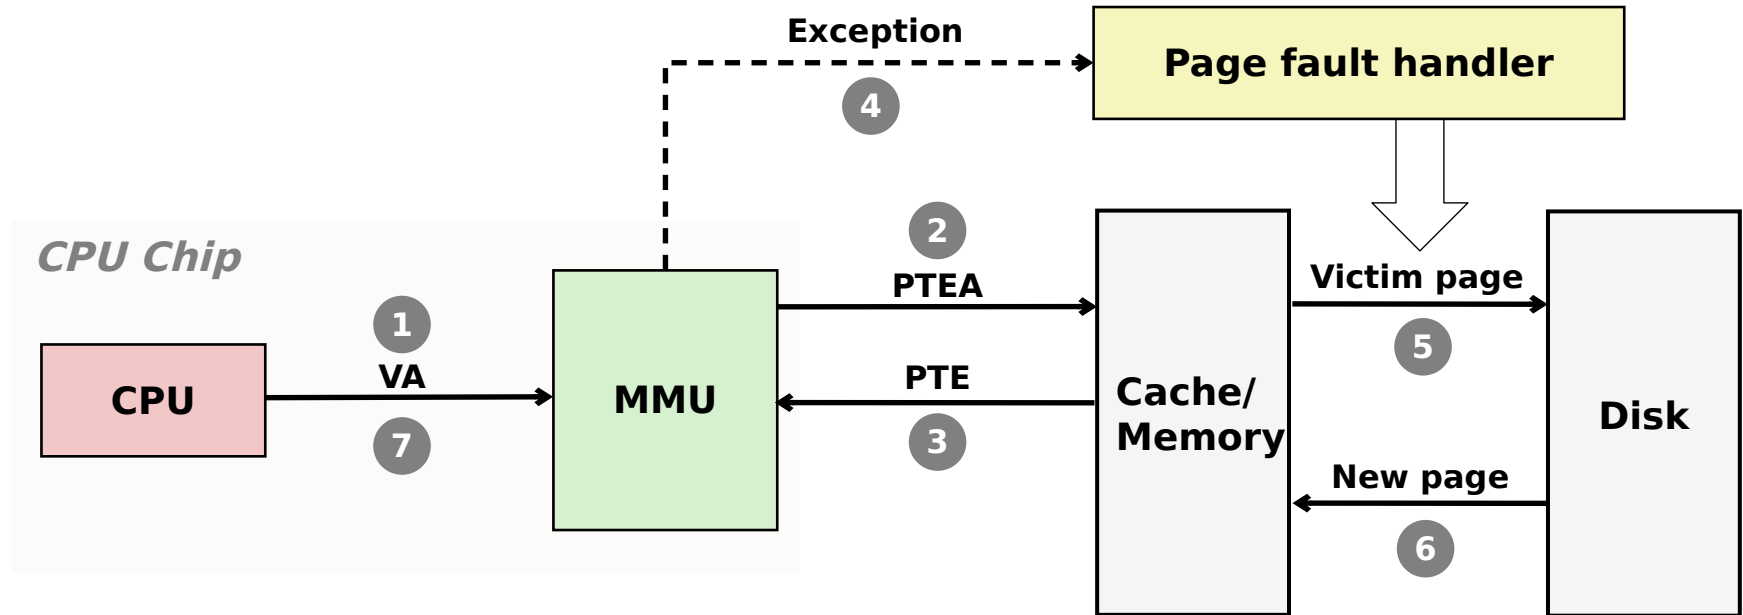 Exception
Page fault handler
4
2
CPU Chip
PTEA
Victim page
1
5
VA
PTE
CPU
MMU
Cache/
Memory
Disk
7
3
New page
6